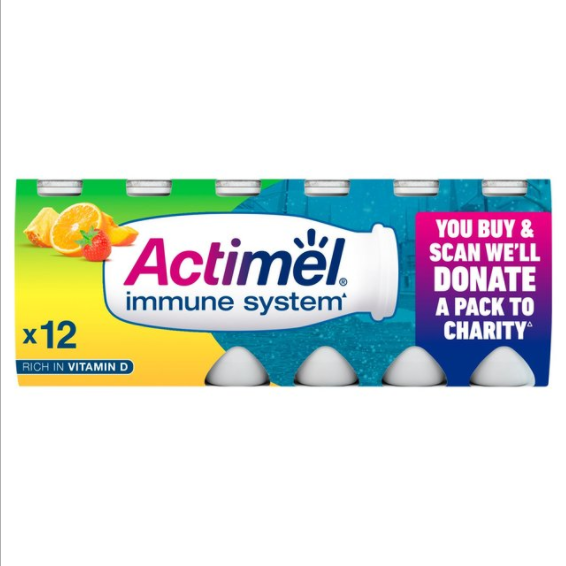 Actimel®
immune system▲
x12
RICH IN VITAMIN D
YOU BUY &
SCAN WE'LL
DONATE
A PACK TO
CHARITY△